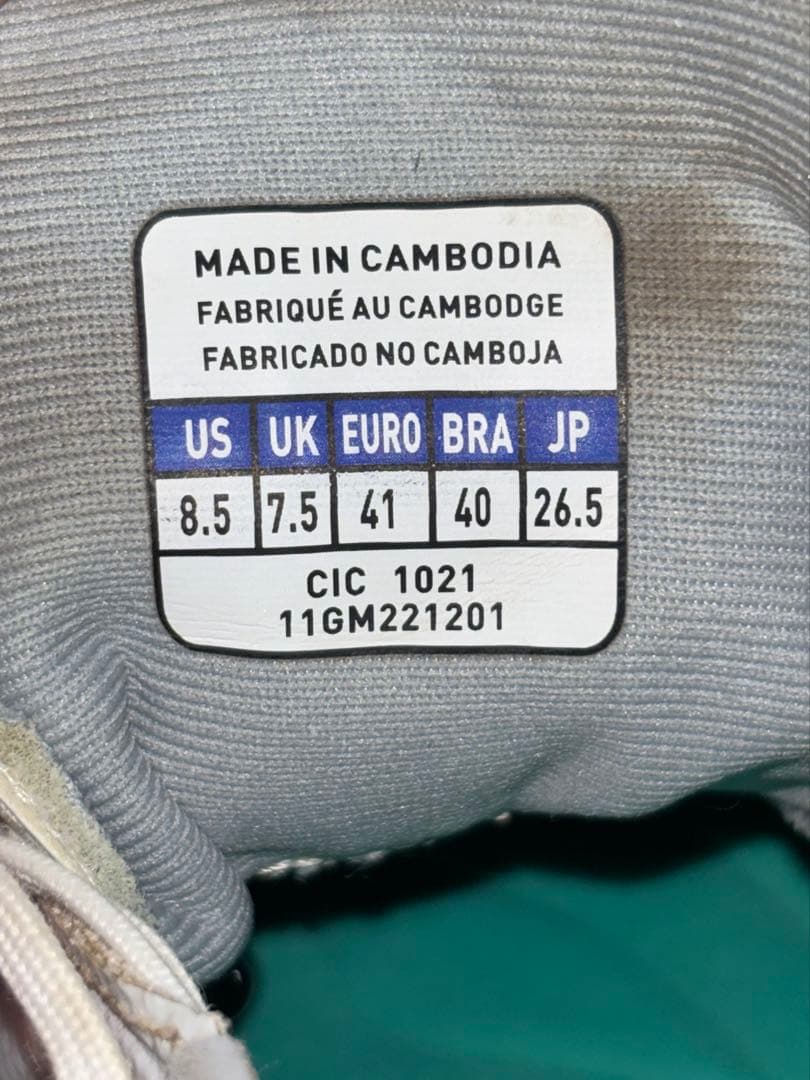 MADE IN CAMBODIA
FABRIQUÉ AU CAMBODGE
FABRICADO NO CAMBOJA
US UK EURO BRA JP
8.5 7.5 41 40 26.5
CIC 1021
11GM221201